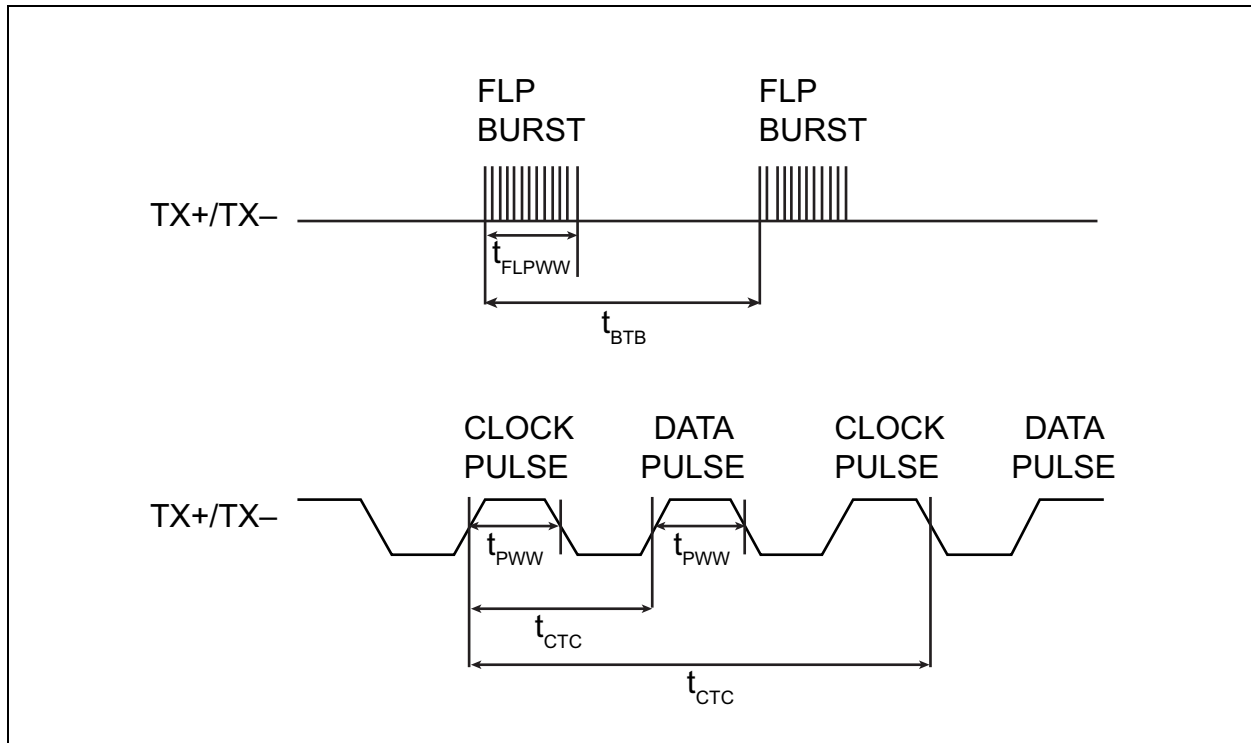 FLP
BURST
FLP
BURST
TX+/TX–
tFLPWW
tBTB
CLOCK
PULSE
DATA
PULSE
CLOCK
PULSE
DATA
PULSE
TX+/TX–
tPWW
tPWW
tCTC
tCTC